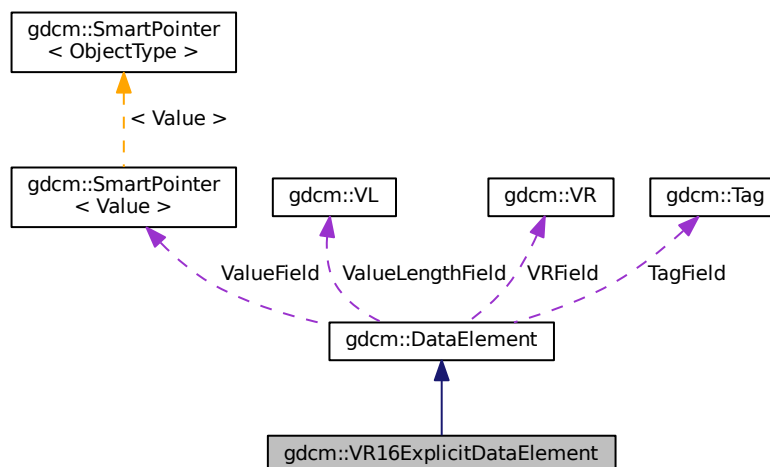 gdcm::SmartPointer
< ObjectType >
< Value >
gdcm::SmartPointer
< Value >
gdcm::VL
gdcm::VR
gdcm::Tag
ValueField
ValueLengthField
VRField
TagField
gdcm::DataElement
gdcm::VR16ExplicitDataElement